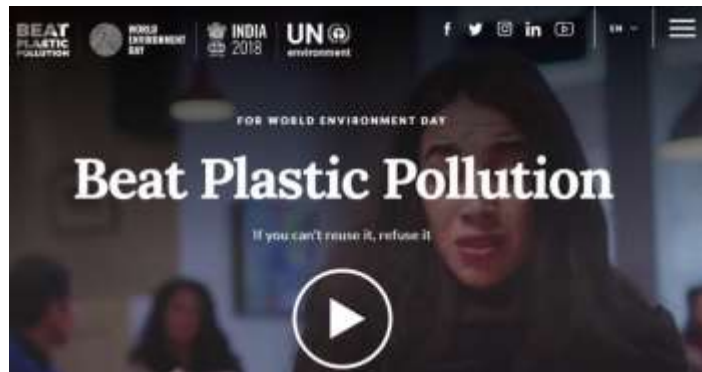 BEAT
PLASTIC
POLLUTION
WORLD
ENVIRONMENT
DAY
INDIA
2018
UN
environment
f
in
EN
FOR WORLD ENVIRONMENT DAY
Beat Plastic Pollution
If you can't reuse it, refuse it